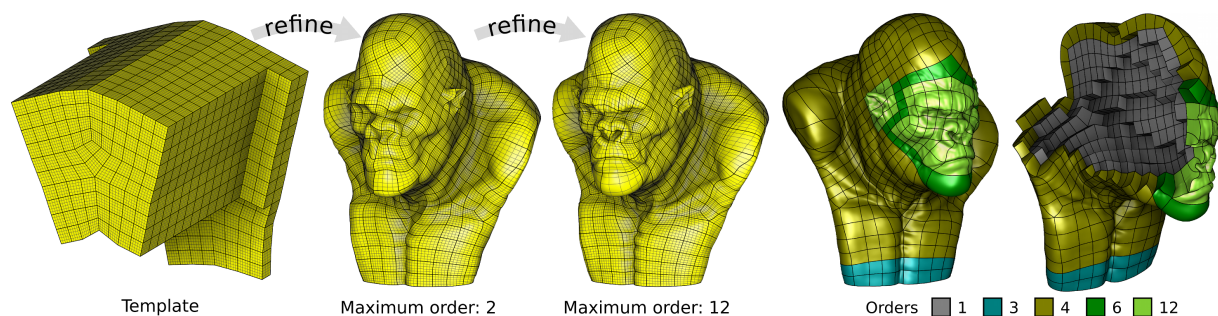 refine
refine
Template
Maximum order: 2
Maximum order: 12
Orders 1 3 4 6 12